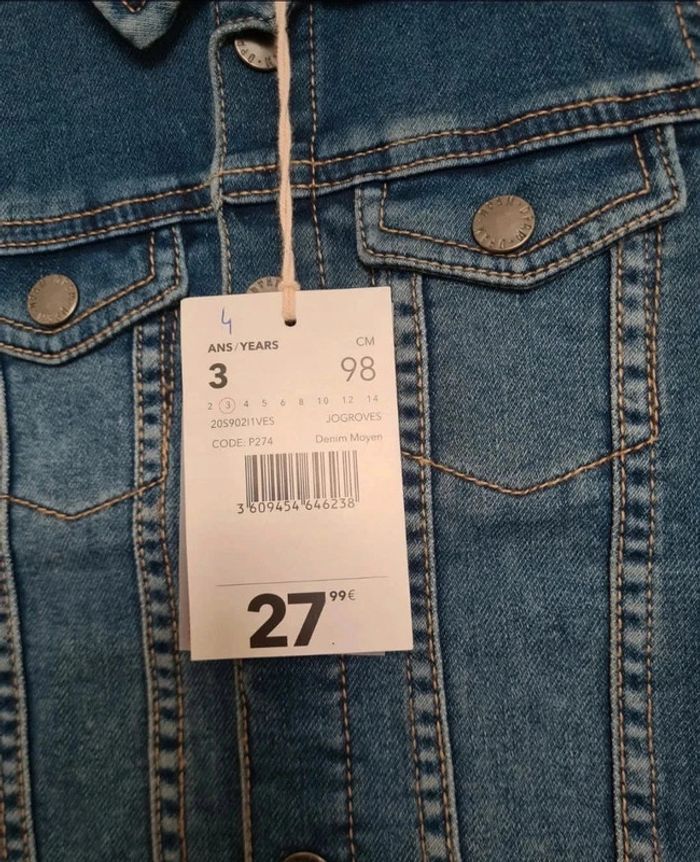 4
ANS/YEARS
CM
3
98
2 3 4 5 6 8 10 12 14
20S90211VES
JOGROVES
CODE: P274
Denim Moyen
3 609454 646238
27 99€